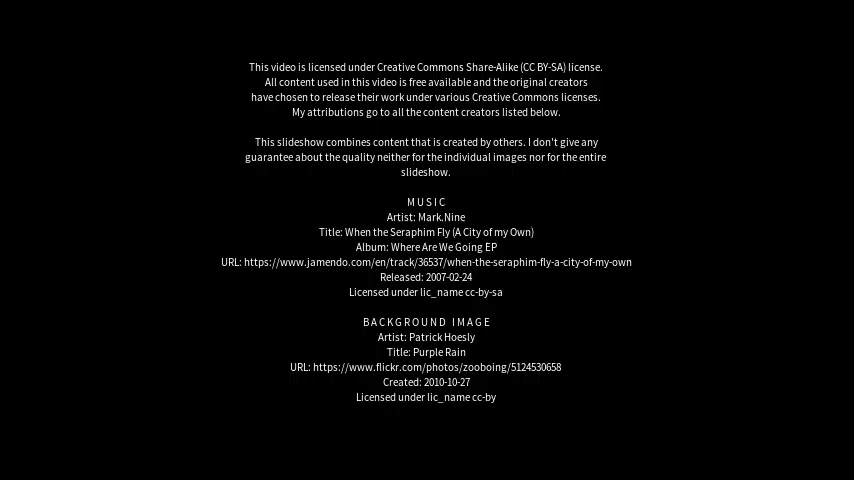 This video is licensed under Creative Commons Share-Alike (CC BY-SA) license.
All content used in this video is free available and the original creators
have chosen to release their work under various Creative Commons licenses.
My attributions go to all the content creators listed below.
This slideshow combines content that is created by others. I don't give any
guarantee about the quality neither for the individual images nor for the entire
slideshow.
MUSIC
Artist: Mark.Nine
Title: When the Seraphim Fly (A City of my Own)
Album: Where Are We Going EP
URL: https://www.jamendo.com/en/track/36537/when-the-seraphim-fly-a-city-of-my-own
Released: 2007-02-24
Licensed under lic_name cc-by-sa
BACKGROUND IMAGE
Artist: Patrick Hoesly
Title: Purple Rain
URL: https://www.flickr.com/photos/zooboing/5124530658
Created: 2010-10-27
Licensed under lic_name cc-by